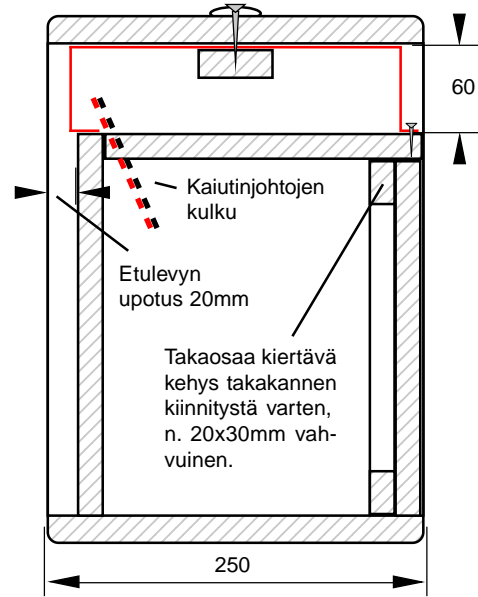 60
Kaiutinjohtojen
kulku
Etulevyn
upotus 20mm
Takaosaa kiertävä
kehys takakannen
kiinnitystä varten,
n. 20x30mm vah-
vuinen.
250